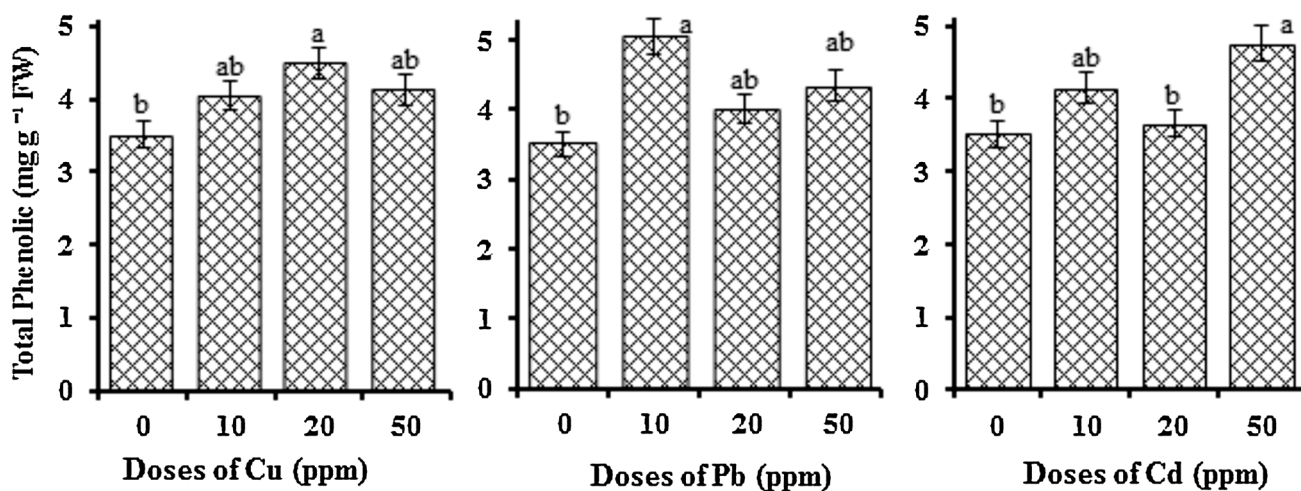 Total Phenolic (mg g ⁻¹ FW)
5
4
3
2
1
0
b
ab
a
ab
0 10 20 50
Doses of Cu (ppm)
5
4
3
2
1
0
b
a
ab
ab
0 10 20 50
Doses of Pb (ppm)
5
4
3
2
1
0
b
ab
b
a
0 10 20 50
Doses of Cd (ppm)